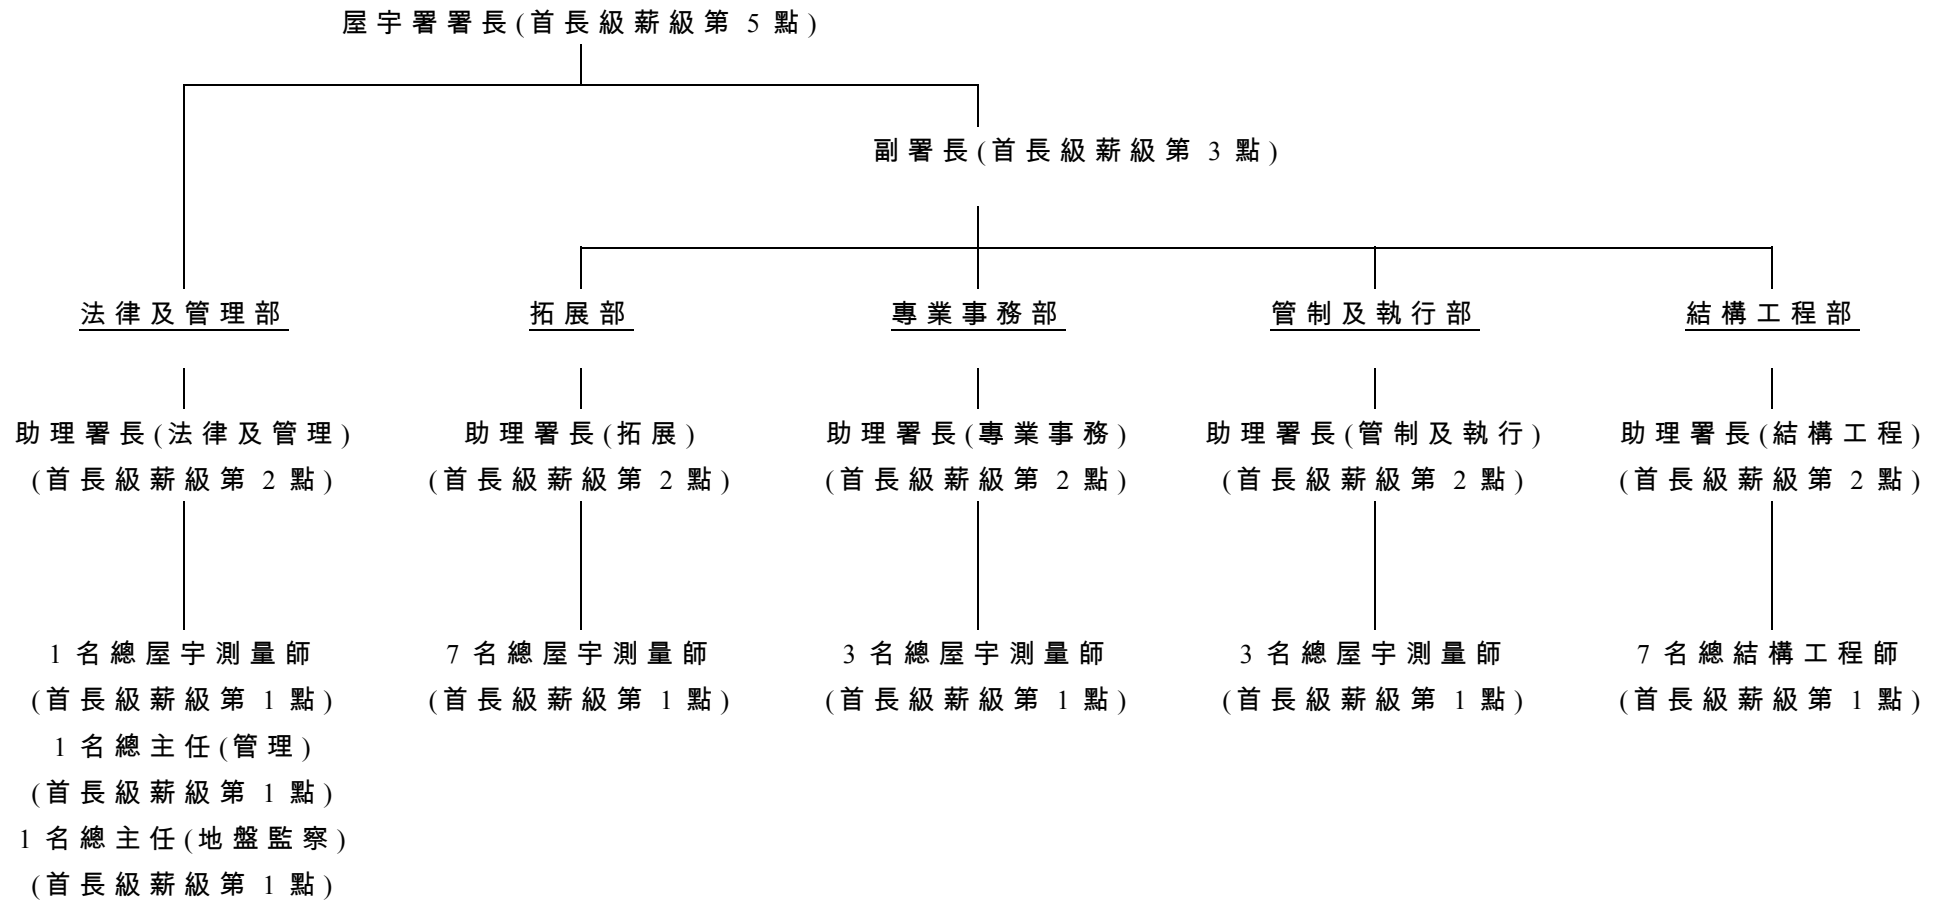 屋宇署署長(首長級薪級第 5 點)
副署長(首長級薪級第 3 點)
法律及管理部
拓展部
專業事務部
管制及執行部
結構工程部
助理署長(法律及管理)
(首長級薪級第 2 點)
助理署長(拓展)
(首長級薪級第 2 點)
助理署長(專業事務)
(首長級薪級第 2 點)
助理署長(管制及執行)
(首長級薪級第 2 點)
助理署長(結構工程)
(首長級薪級第 2 點)
1 名總屋宇測量師
(首長級薪級第 1 點)
1 名總主任(管理)
(首長級薪級第 1 點)
1 名總主任(地盤監察)
(首長級薪級第 1 點)
7 名總屋宇測量師
(首長級薪級第 1 點)
3 名總屋宇測量師
(首長級薪級第 1 點)
3 名總屋宇測量師
(首長級薪級第 1 點)
7 名總結構工程師
(首長級薪級第 1 點)